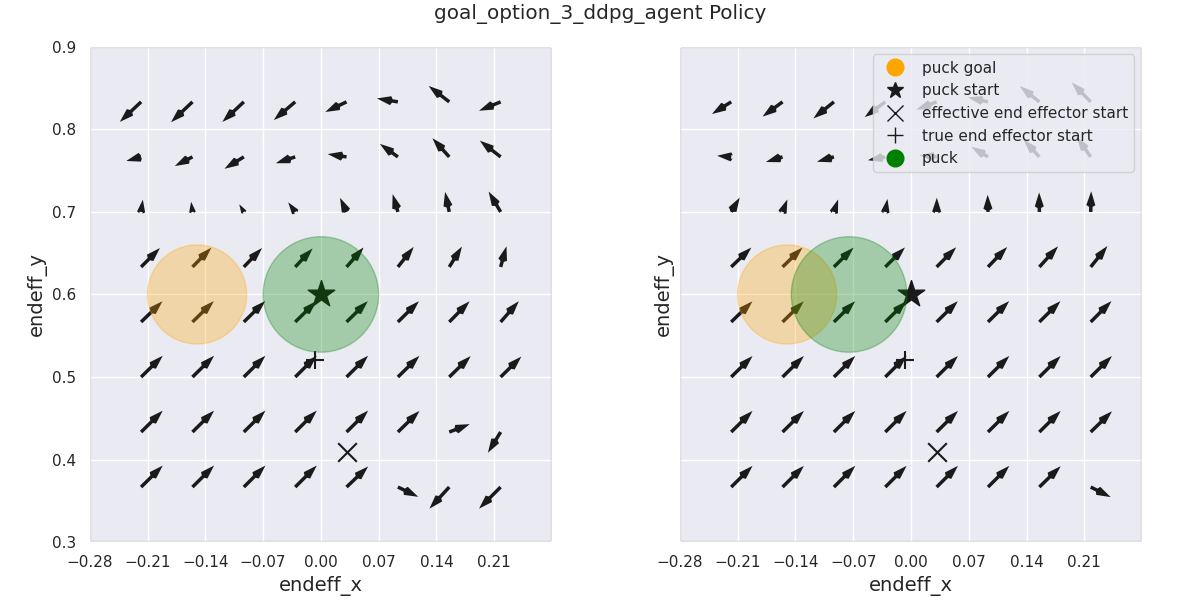 goal_option_3_ddpg_agent Policy
0.9
0.8
0.7
0.6
0.5
0.4
0.3
endeff_y
−0.28 −0.21 −0.14 −0.07 0.00 0.07 0.14 0.21
endeff_x
puck goal
puck start
effective end effector start
true end effector start
puck
endeff_y
−0.28 −0.21 −0.14 −0.07 0.00 0.07 0.14 0.21
endeff_x